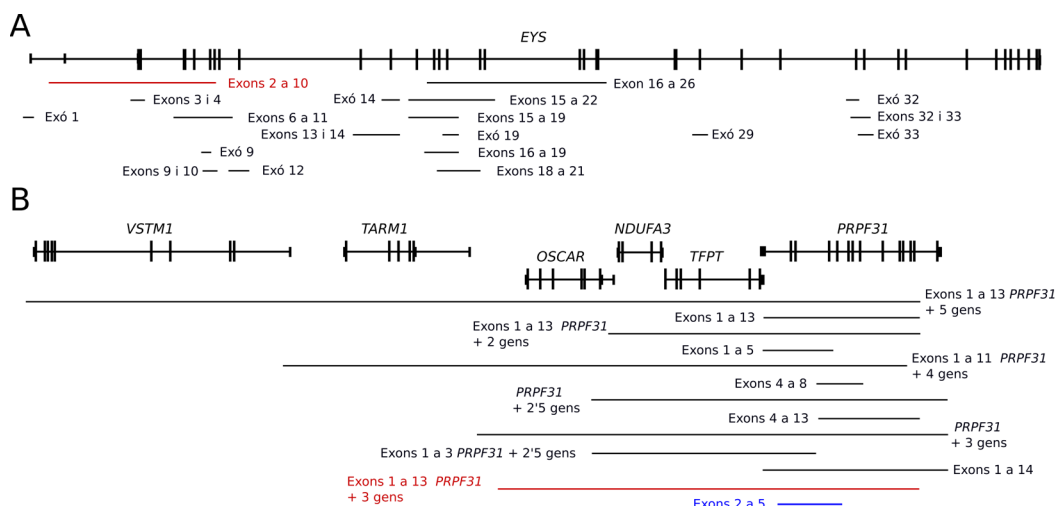 A
EYS
Exons 2 a 10
Exon 16 a 26
Exons 3 i 4
Exó 14
Exons 15 a 22
Exó 32
Exó 1
Exons 6 a 11
Exons 15 a 19
Exons 32 i 33
Exons 13 i 14
Exó 19
Exó 29
Exó 33
Exó 9
Exons 16 a 19
Exons 9 i 10
Exó 12
Exons 18 a 21
B
VSTM1
TARM1
NDUFA3
PRPF31
OSCAR
TFPT
Exons 1 a 13 PRPF31
+ 5 gens
Exons 1 a 13
Exons 1 a 13 PRPF31
+ 2 gens
Exons 1 a 5
Exons 1 a 11 PRPF31
+ 4 gens
Exons 4 a 8
PRPF31
+ 2'5 gens
Exons 4 a 13
PRPF31
+ 3 gens
Exons 1 a 3 PRPF31 + 2'5 gens
Exons 1 a 14
Exons 1 a 13 PRPF31
+ 3 gens
Exons 2 a 5